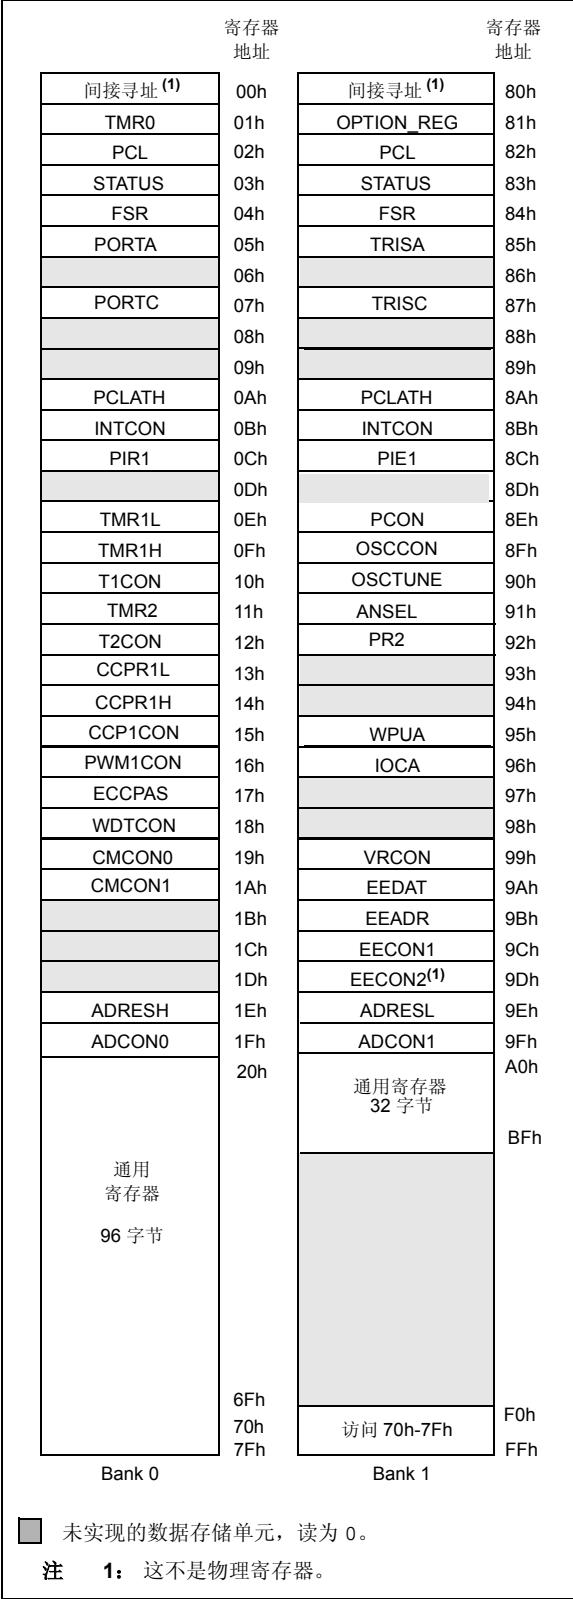 寄存器 寄存器
地址 地址
间接寻址(1) 00h 间接寻址(1) 80h
TMR0 01h OPTION_REG 81h
PCL 02h PCL 82h
STATUS 03h STATUS 83h
FSR 04h FSR 84h
PORTA 05h TRISA 85h
06h 86h
PORTC 07h TRISC 87h
08h 88h
09h 89h
PCLATH 0Ah PCLATH 8Ah
INTCON 0Bh INTCON 8Bh
PIR1 0Ch PIE1 8Ch
0Dh 8Dh
TMR1L 0Eh PCON 8Eh
TMR1H 0Fh OSCCON 8Fh
T1CON 10h OSCTUNE 90h
TMR2 11h ANSEL 91h
T2CON 12h PR2 92h
CCPR1L 13h 93h
CCPR1H 14h 94h
CCP1CON 15h WPUA 95h
PWM1CON 16h IOCA 96h
ECCPAS 17h 97h
WDTCON 18h 98h
CMCON0 19h VRCON 99h
CMCON1 1Ah EEDAT 9Ah
1Bh EEADR 9Bh
1Ch EECON1 9Ch
1Dh EECON2(1) 9Dh
ADRESH 1Eh ADRESL 9Eh
ADCON0 1Fh ADCON1 9Fh
20h A0h
通用寄存器
32 字节
BFh
通用
寄存器
96 字节
6Fh
70h 访问 70h-7Fh F0h
7Fh FFh
Bank 0 Bank 1
未实现的数据存储单元，读为 0。
注 1： 这不是物理寄存器。